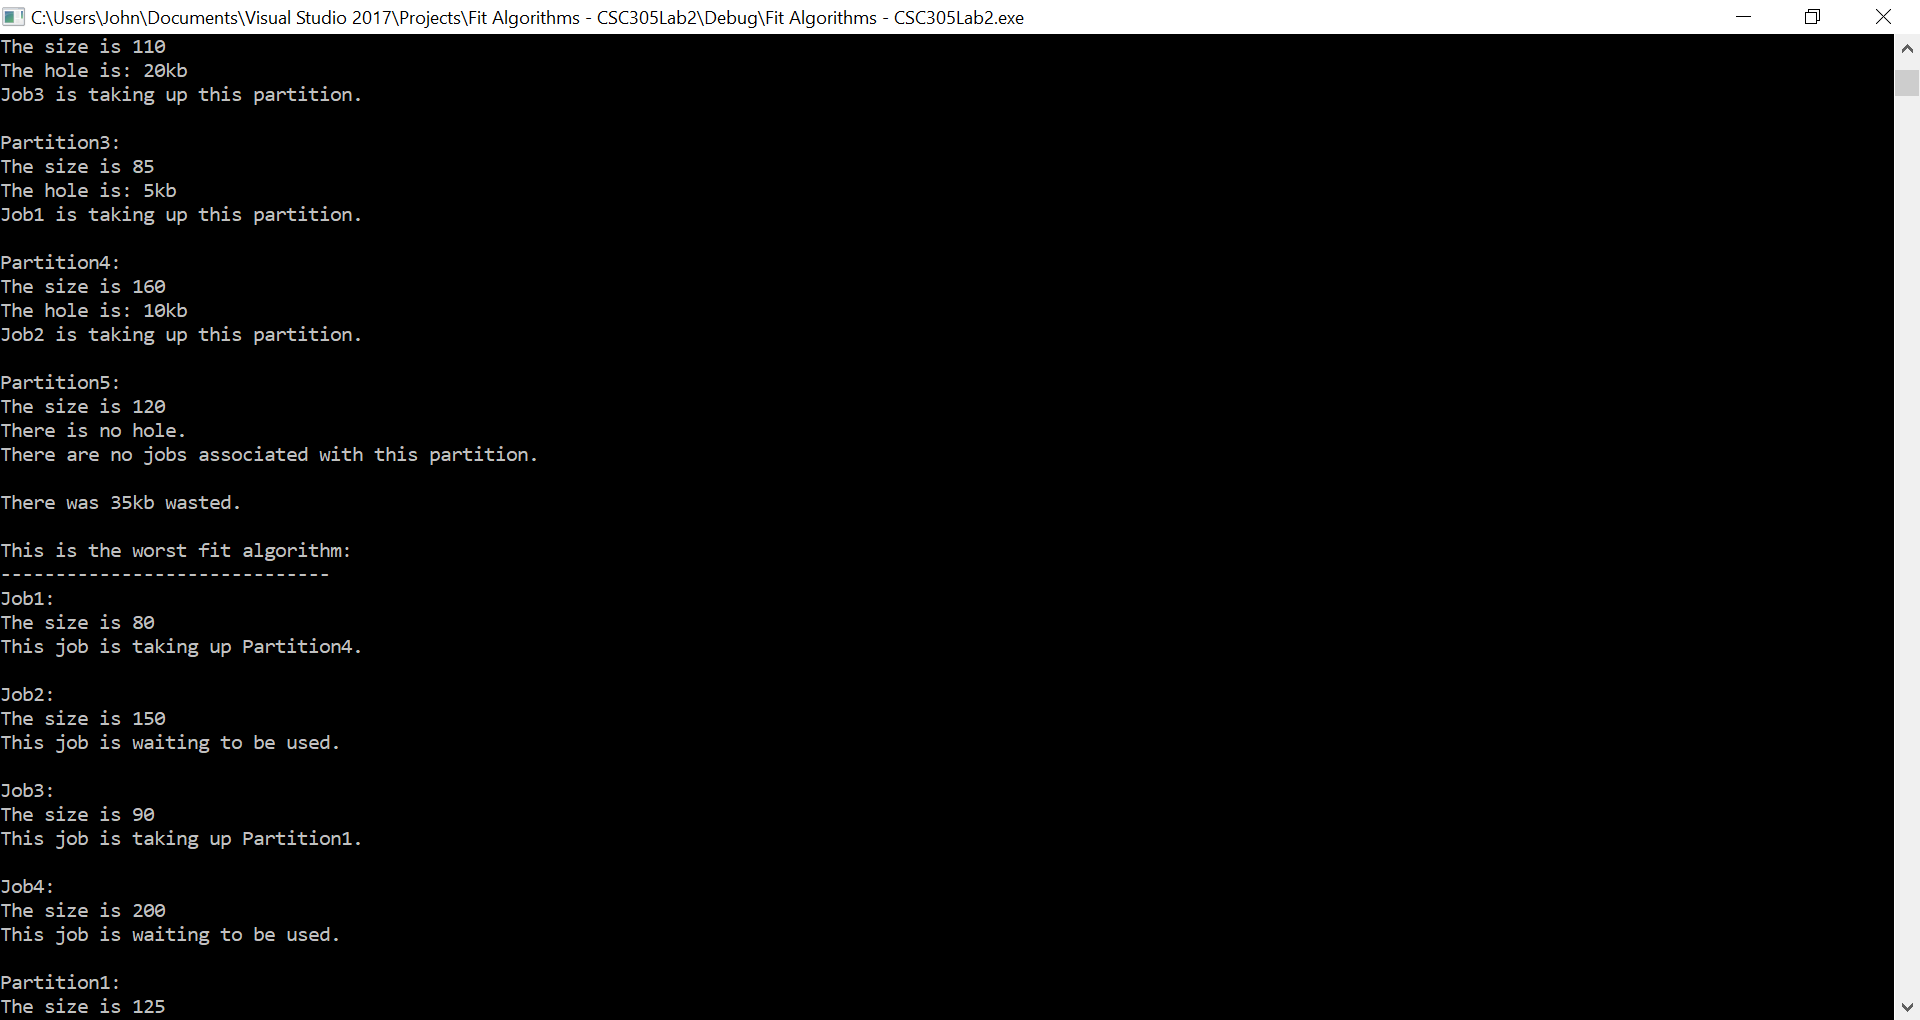 C:\Users\John\Documents\Visual Studio 2017\Projects\Fit Algorithms - CSC305Lab2\Debug\Fit Algorithms - CSC305Lab2.exe
The size is 110
The hole is: 20kb
Job3 is taking up this partition.
Partition3:
The size is 85
The hole is: 5kb
Job1 is taking up this partition.
Partition4:
The size is 160
The hole is: 10kb
Job2 is taking up this partition.
Partition5:
The size is 120
There is no hole.
There are no jobs associated with this partition.
There was 35kb wasted.
This is the worst fit algorithm:
------------------------------
Job1:
The size is 80
This job is taking up Partition4.
Job2:
The size is 150
This job is waiting to be used.
Job3:
The size is 90
This job is taking up Partition1.
Job4:
The size is 200
This job is waiting to be used.
Partition1:
The size is 125